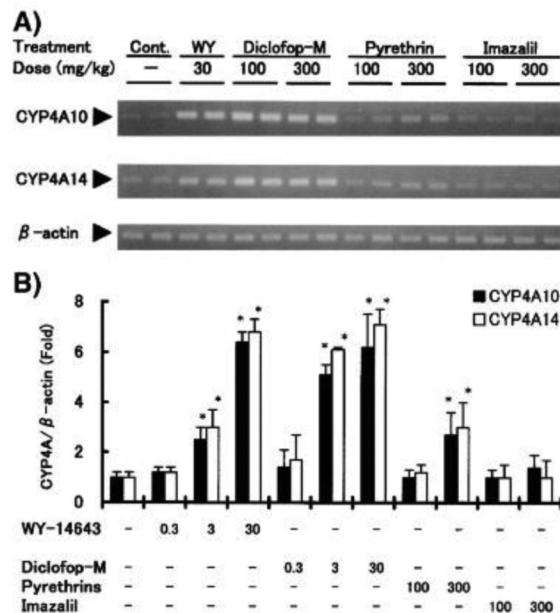 A)
Treatment Cont. WY Diclofop-M Pyrethrin Imazalil
Dose (mg/kg) — 30 100 300 100 300 100 300
CYP4A10
CYP4A14
β-actin
B)
CYP4A10
CYP4A14
CYP4A/β-actin (Fold)
8
6
4
2
0
* * * * * * * * * *
WY-14643 - 0.3 3 30 - - - - - - -
Diclofop-M - - - - 0.3 3 30 - - - -
Pyrethrins - - - - - - - 100 300 - -
Imazalil - - - - - - - - - 100 300